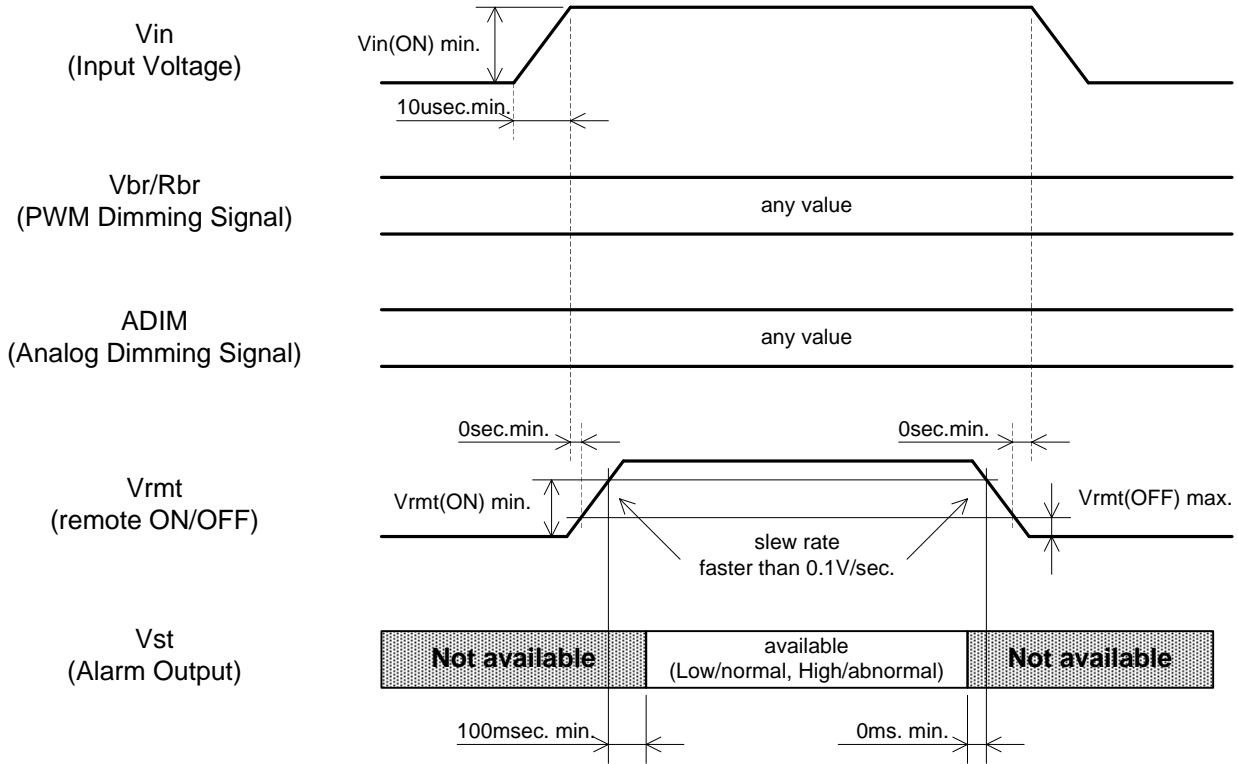 Vin
(Input Voltage)
Vin(ON) min.
10usec.min.
Vbr/Rbr
(PWM Dimming Signal)
any value
ADIM
(Analog Dimming Signal)
any value
0sec.min.
0sec.min.
Vrmt
(remote ON/OFF)
Vrmt(ON) min.
Vrmt(OFF) max.
slew rate
faster than 0.1V/sec.
Vst
(Alarm Output)
Not available
available
(Low/normal, High/abnormal)
Not available
100msec. min.
0ms. min.